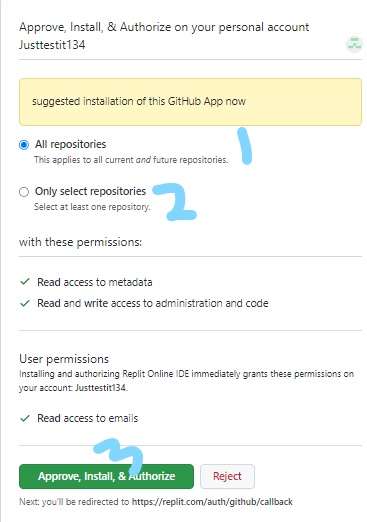 Approve, Install, & Authorize on your personal account
Justtestit134
suggested installation of this GitHub App now
1
All repositories
This applies to all current and future repositories.
Only select repositories
2
Select at least one repository.
with these permissions:
Read access to metadata
Read and write access to administration and code
User permissions
Installing and authorizing Replit Online IDE immediately grants these permissions on
your account: Justtestit134.
Read access to emails
3
Approve, Install, & Authorize
Reject
Next: you'll be redirected to https://replit.com/auth/github/callback